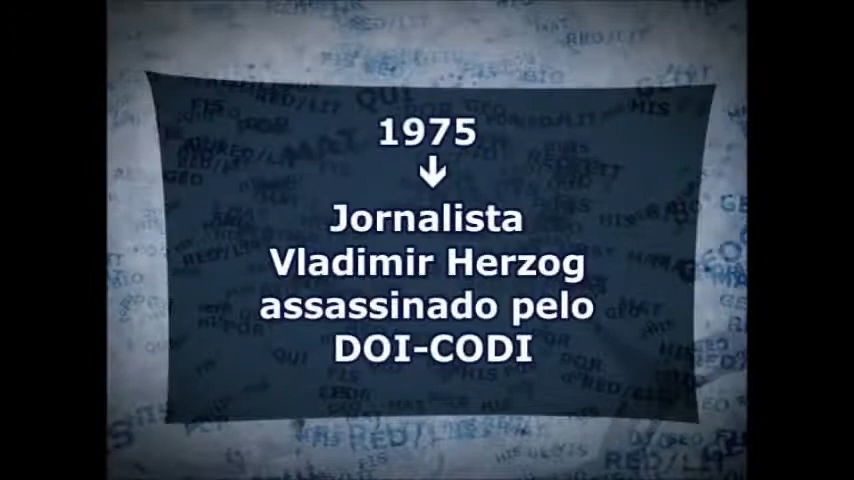 1975
↓
Jornalista
Vladimir Herzog
assassinado pelo
DOI-CODI